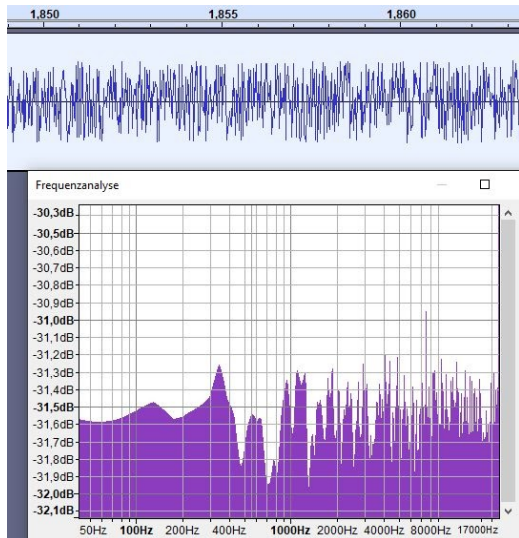 1,850 1,855 1,860
Frequenzanalyse
-30,3dB
-30,5dB
-30,6dB
-30,7dB
-30,8dB
-30,9dB
-31,0dB
-31,1dB
-31,2dB
-31,3dB
-31,4dB
-31,5dB
-31,6dB
-31,7dB
-31,8dB
-31,9dB
-32,0dB
-32,1dB
50Hz 100Hz 200Hz 400Hz 1000Hz 2000Hz 4000Hz 8000Hz 17000Hz